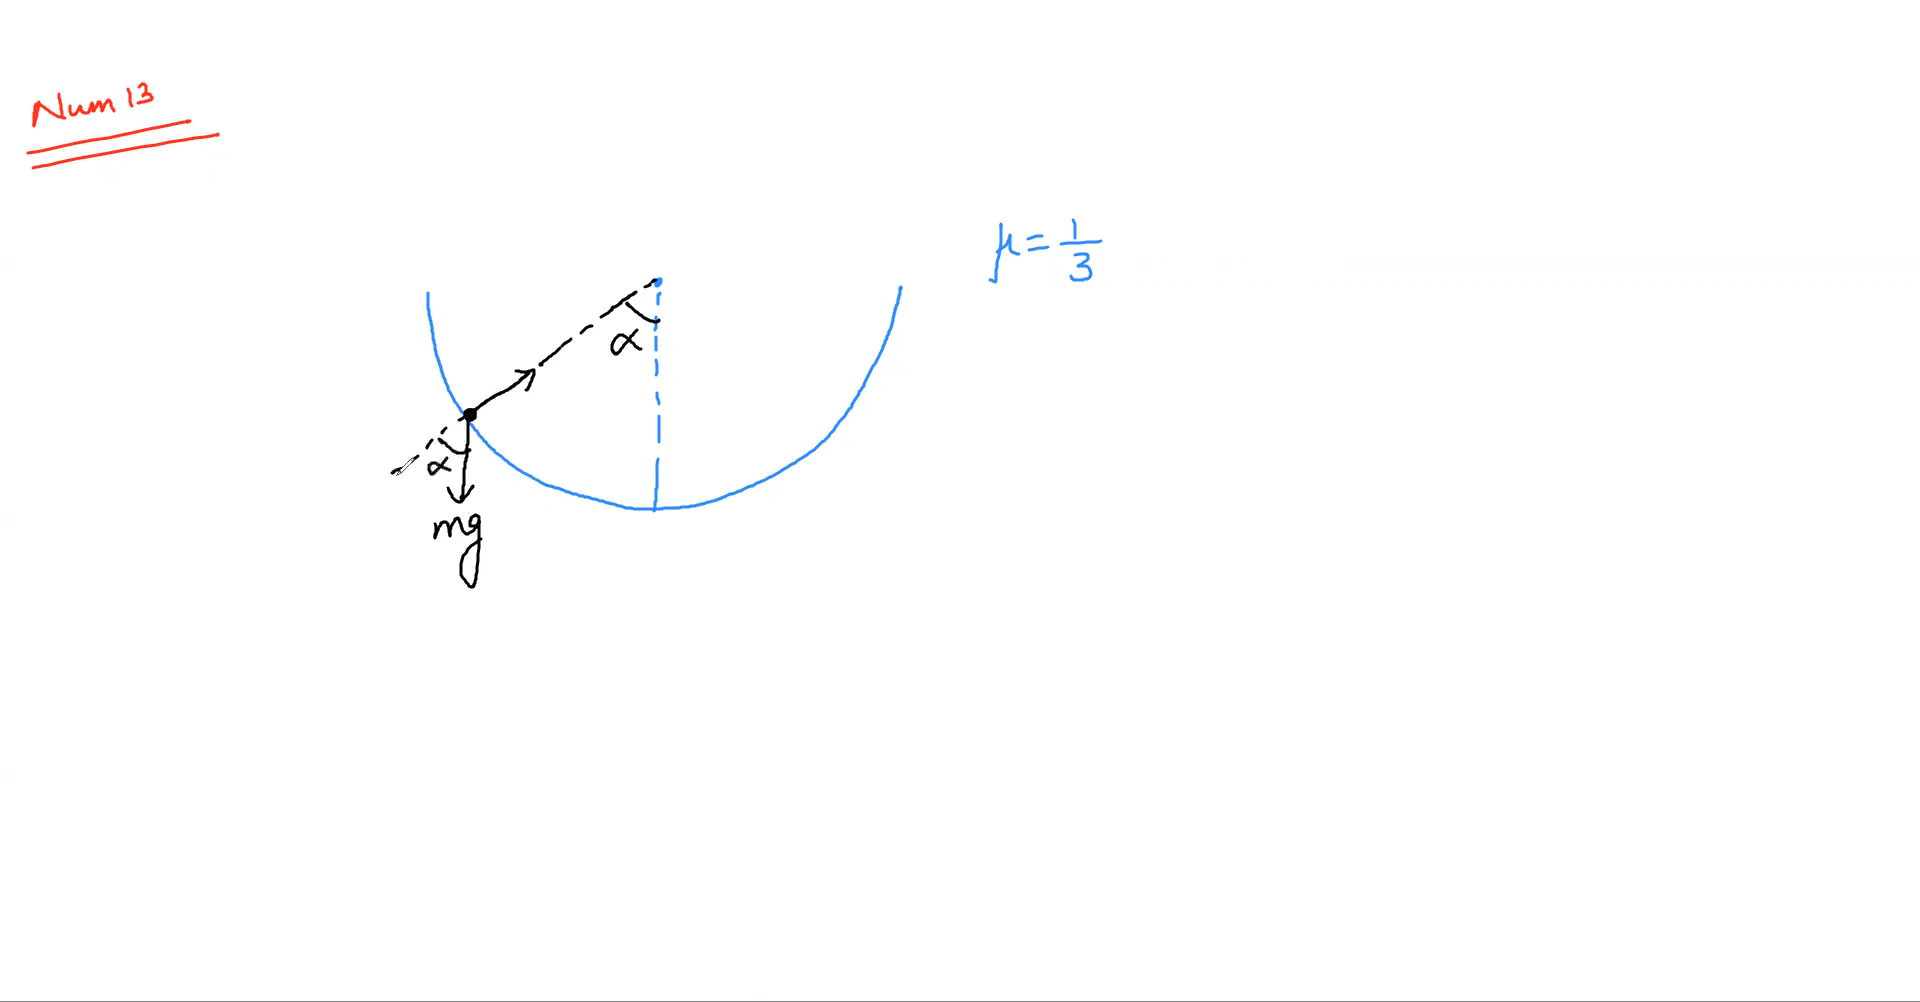 Num 13
μ = 1/3
α
α
mg